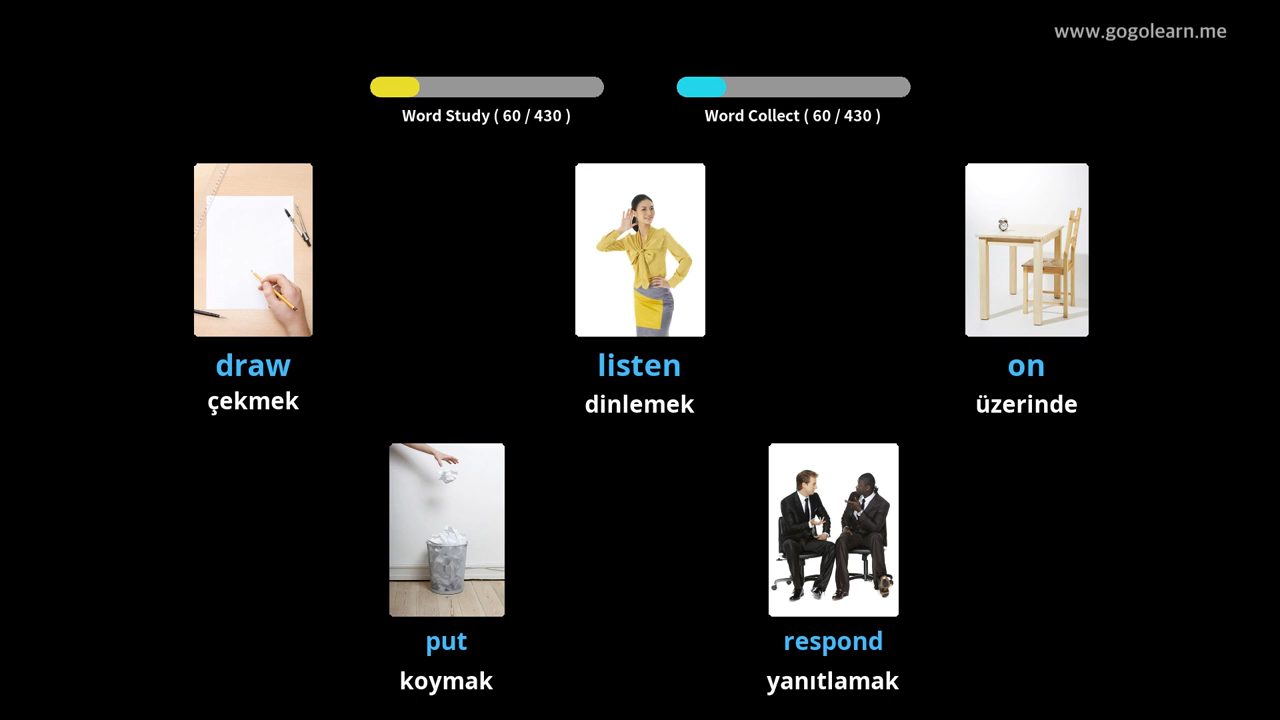 www.gogolearn.me
Word Study ( 60 / 430 )
Word Collect ( 60 / 430 )
draw
çekmek
listen
dinlemek
on
üzerinde
put
koymak
respond
yanıtlamak